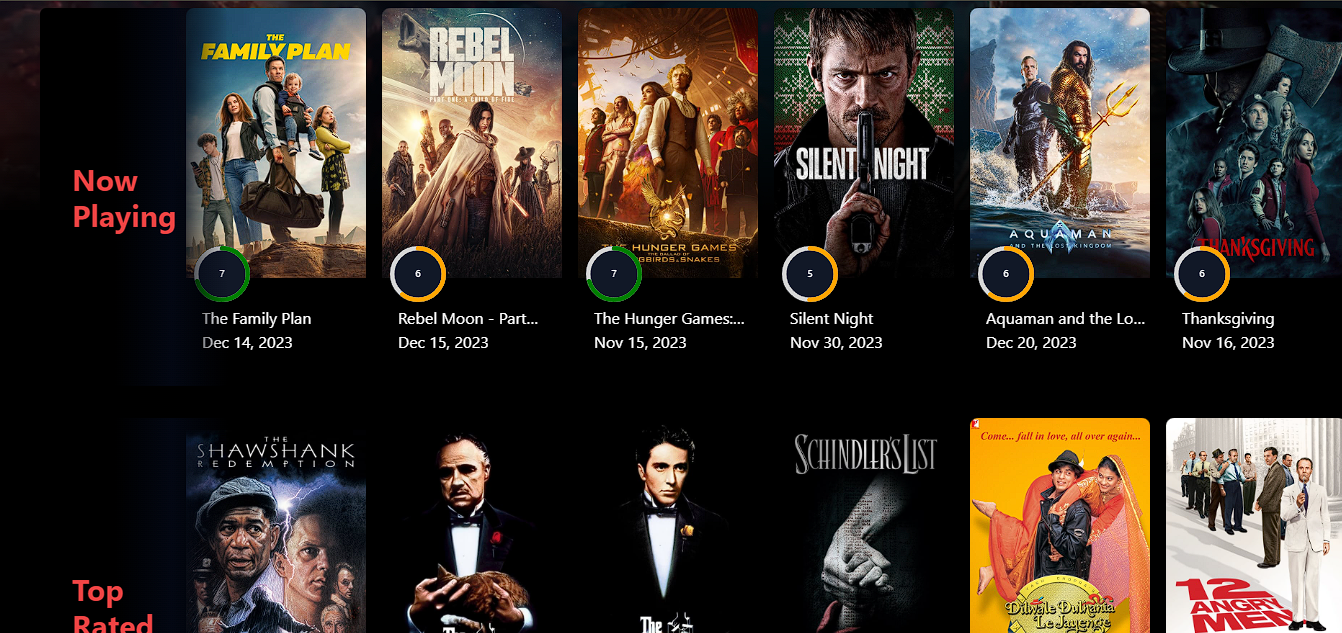 THE
FAMILY PLAN
REBEL
MOON
PART ONE: A CHILD OF FIRE
SILENT NIGHT
THE HUNGER GAMES
THE BALLAD OF
SONGBIRDS & SNAKES
AQUAMAN
AND THE LOST KINGDOM
THANKSGIVING
Now
Playing
7
6
7
5
6
6
The Family Plan
Rebel Moon - Part...
The Hunger Games:...
Silent Night
Aquaman and the Lo...
Thanksgiving
Dec 14, 2023
Dec 15, 2023
Nov 15, 2023
Nov 30, 2023
Dec 20, 2023
Nov 16, 2023
THE
SHAWSHANK
REDEMPTION
SCHINDLER'S LIST
Come... fall in love, all over again...
Dilwale Dulhania
Le Jayenge
12
ANGRY
MEN
The
The
Top
Rated